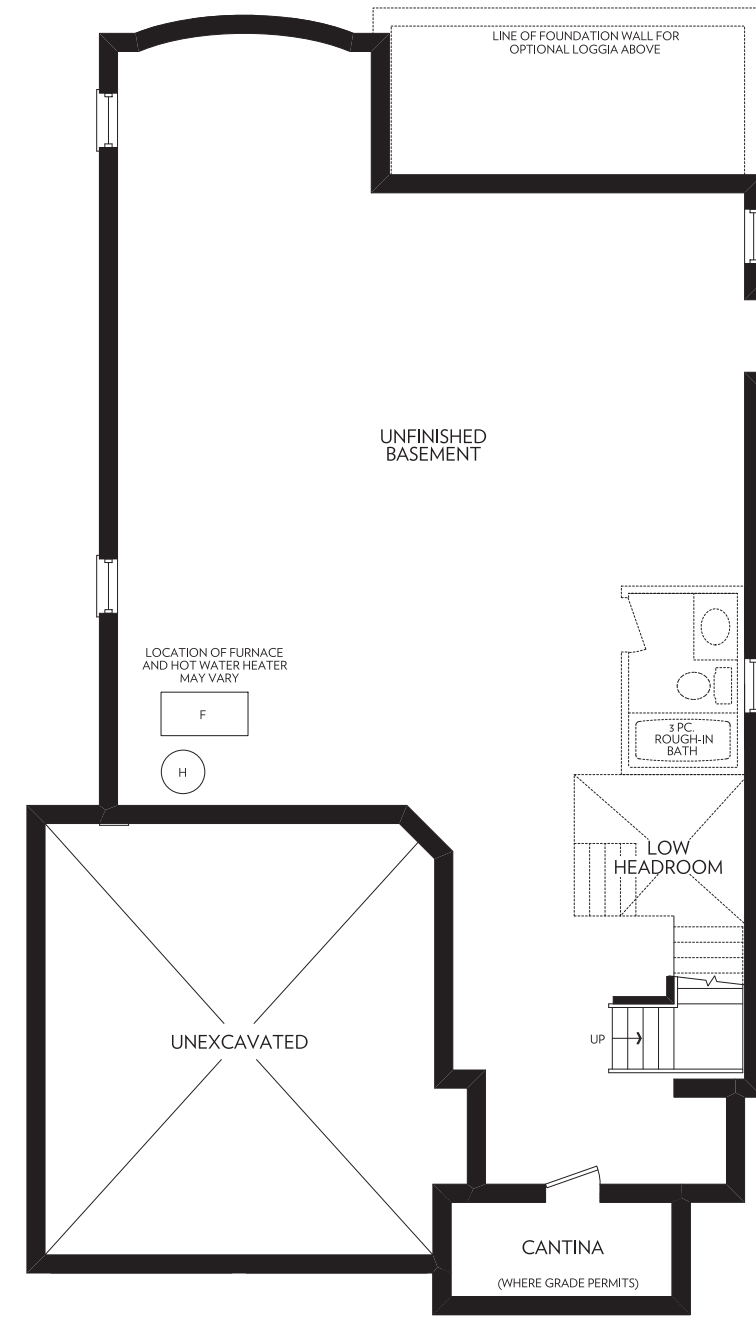 LINE OF FOUNDATION WALL FOR
OPTIONAL LOGGIA ABOVE
UNFINISHED
BASEMENT
LOCATION OF FURNACE
AND HOT WATER HEATER
MAY VARY
F
H
3 PC.
ROUGH-IN
BATH
LOW
HEADROOM
UNEXCAVATED
UP
CANTINA
(WHERE GRADE PERMITS)